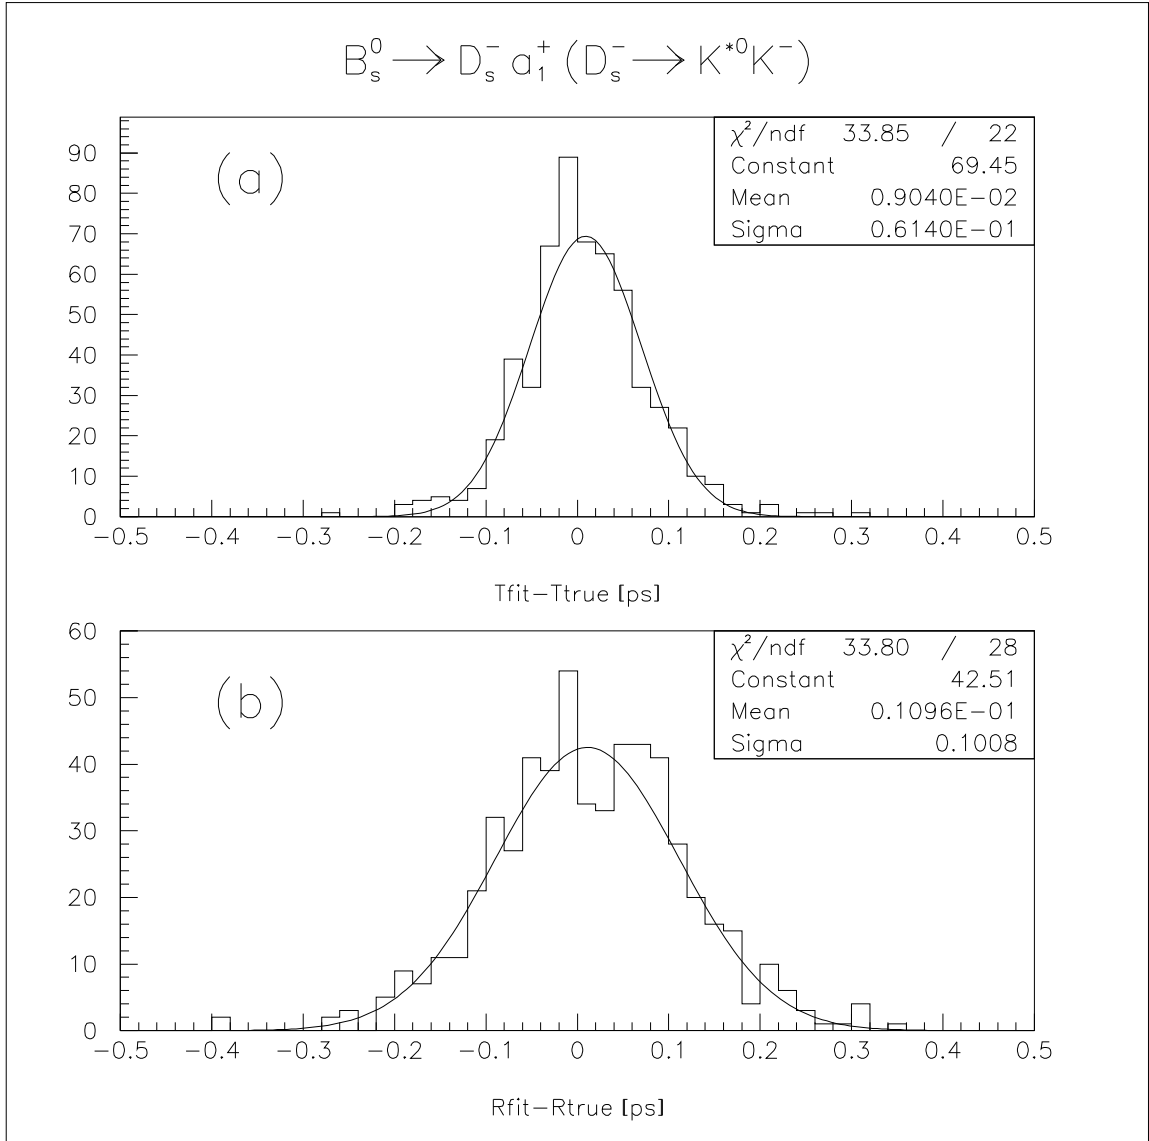 B⁰ₛ → D⁻ₛ a⁺₁ (D⁻ₛ → K*⁰K⁻)
(a)
χ²/ndf 33.85 / 22
Constant 69.45
Mean 0.9040E−02
Sigma 0.6140E−01
90
80
70
60
50
40
30
20
10
0
−0.5 −0.4 −0.3 −0.2 −0.1 0 0.1 0.2 0.3 0.4 0.5
Tfit−Ttrue [ps]
(b)
χ²/ndf 33.80 / 28
Constant 42.51
Mean 0.1096E−01
Sigma 0.1008
60
50
40
30
20
10
0
−0.5 −0.4 −0.3 −0.2 −0.1 0 0.1 0.2 0.3 0.4 0.5
Rfit−Rtrue [ps]